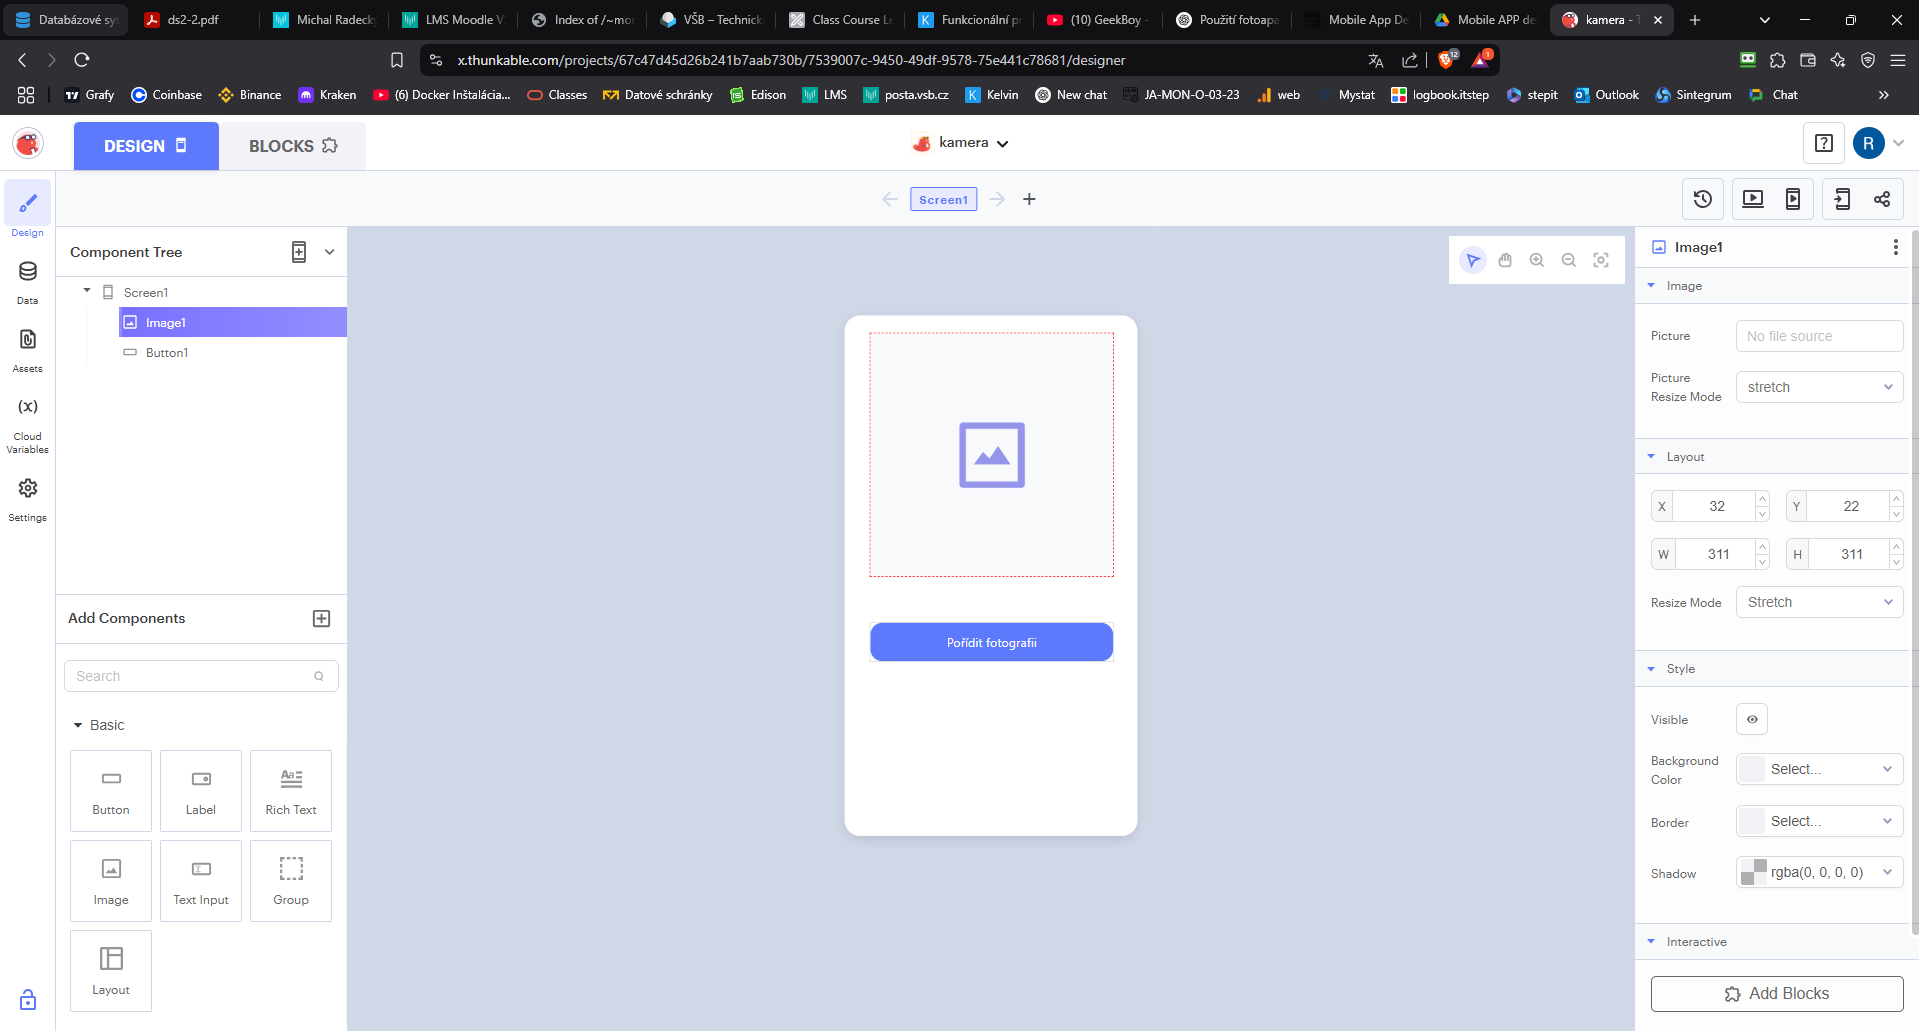 Databázové sy
ds2-2.pdf
Michal Radeck
LMS Moodle V
Index of /~mo
VŠB – Technick
Class Course Le
Funkcionální p
(10) GeekBoy -
Použití fotoapa
Mobile App De
Mobile APP de
kamera - T
x.thunkable.com/projects/67c47d45d26b241b7aab730b/7539007c-9450-49df-9578-75e441c78681/designer
12
1
Grafy
Coinbase
Binance
Kraken
(6) Docker Inštalácia...
Classes
Datové schránky
Edison
LMS
posta.vsb.cz
Kelvin
New chat
JA-MON-O-03-23
web
Mystat
logbook.itstep
stepit
Outlook
Sintegrum
Chat
DESIGN
BLOCKS
kamera
R
Screen1
Design
Data
Assets
Cloud
Variables
Settings
Component Tree
Screen1
Image1
Button1
Add Components
Search
Basic
Button
Label
Rich Text
Image
Text Input
Group
Layout
Pořídit fotografii
Image1
Image
Picture
No file source
Picture
Resize Mode
stretch
Layout
X 32
Y 22
W 311
H 311
Resize Mode
Stretch
Style
Visible
Background
Color
Select...
Border
Select...
Shadow
rgba(0, 0, 0, 0)
Interactive
Add Blocks